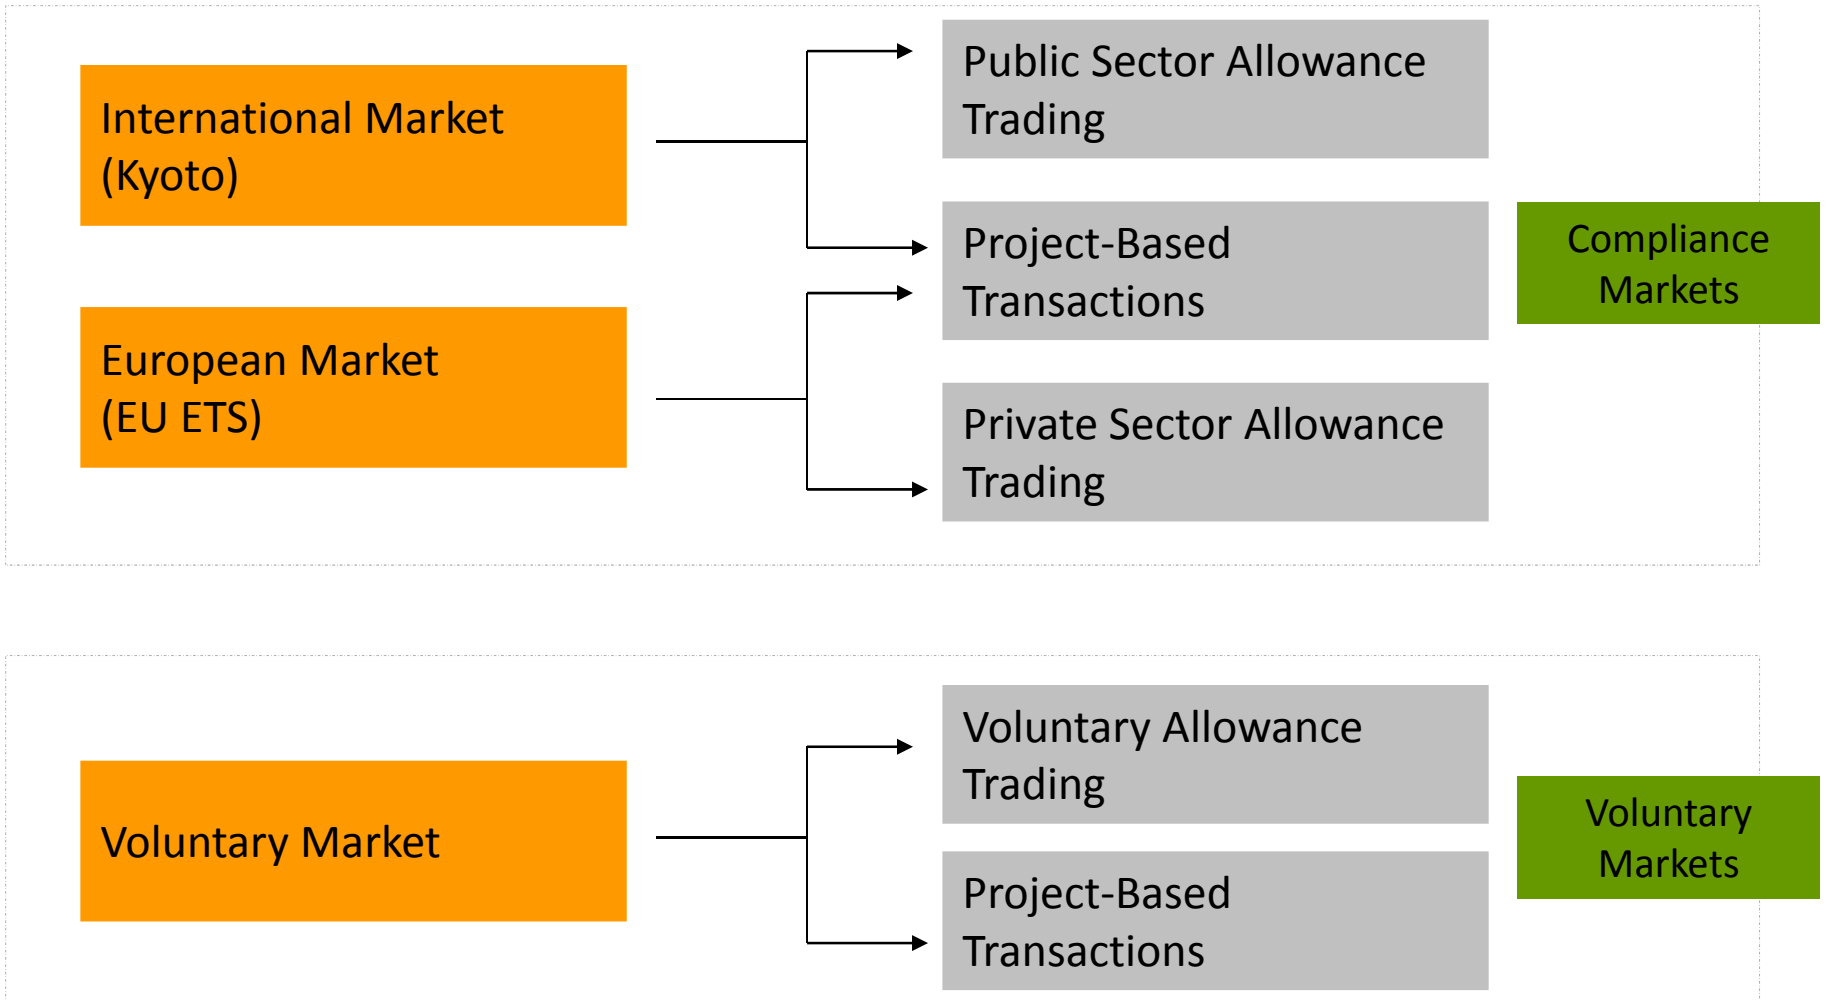 International Market
(Kyoto)
European Market
(EU ETS)
Public Sector Allowance
Trading
Project-Based
Transactions
Private Sector Allowance
Trading
Compliance
Markets
Voluntary Market
Voluntary Allowance
Trading
Project-Based
Transactions
Voluntary
Markets